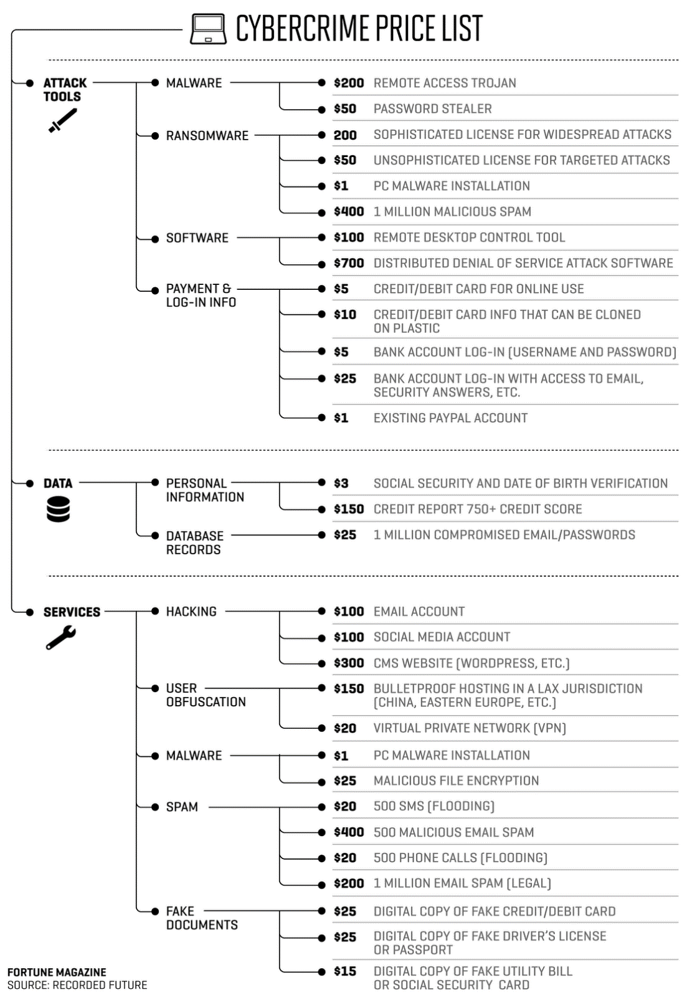 CYBERCRIME PRICE LIST
ATTACK
TOOLS
MALWARE
$200 REMOTE ACCESS TROJAN
$50 PASSWORD STEALER
RANSOMWARE
200 SOPHISTICATED LICENSE FOR WIDESPREAD ATTACKS
$50 UNSOPHISTICATED LICENSE FOR TARGETED ATTACKS
$1 PC MALWARE INSTALLATION
$400 1 MILLION MALICIOUS SPAM
SOFTWARE
$100 REMOTE DESKTOP CONTROL TOOL
$700 DISTRIBUTED DENIAL OF SERVICE ATTACK SOFTWARE
PAYMENT &
LOG-IN INFO
$5 CREDIT/DEBIT CARD FOR ONLINE USE
$10 CREDIT/DEBIT CARD INFO THAT CAN BE CLONED
ON PLASTIC
$5 BANK ACCOUNT LOG-IN (USERNAME AND PASSWORD)
$25 BANK ACCOUNT LOG-IN WITH ACCESS TO EMAIL,
SECURITY ANSWERS, ETC.
$1 EXISTING PAYPAL ACCOUNT
DATA
PERSONAL
INFORMATION
$3 SOCIAL SECURITY AND DATE OF BIRTH VERIFICATION
$150 CREDIT REPORT 750+ CREDIT SCORE
DATABASE
RECORDS
$25 1 MILLION COMPROMISED EMAIL/PASSWORDS
SERVICES
HACKING
$100 EMAIL ACCOUNT
$100 SOCIAL MEDIA ACCOUNT
$300 CMS WEBSITE (WORDPRESS, ETC.)
USER
OBFUSCATION
$150 BULLETPROOF HOSTING IN A LAX JURISDICTION
(CHINA, EASTERN EUROPE, ETC.)
$20 VIRTUAL PRIVATE NETWORK (VPN)
MALWARE
$1 PC MALWARE INSTALLATION
$25 MALICIOUS FILE ENCRYPTION
SPAM
$20 500 SMS (FLOODING)
$400 500 MALICIOUS EMAIL SPAM
$20 500 PHONE CALLS (FLOODING)
$200 1 MILLION EMAIL SPAM (LEGAL)
FAKE
DOCUMENTS
$25 DIGITAL COPY OF FAKE CREDIT/DEBIT CARD
$25 DIGITAL COPY OF FAKE DRIVER'S LICENSE
OR PASSPORT
$15 DIGITAL COPY OF FAKE UTILITY BILL
OR SOCIAL SECURITY CARD
FORTUNE MAGAZINE
SOURCE: RECORDED FUTURE